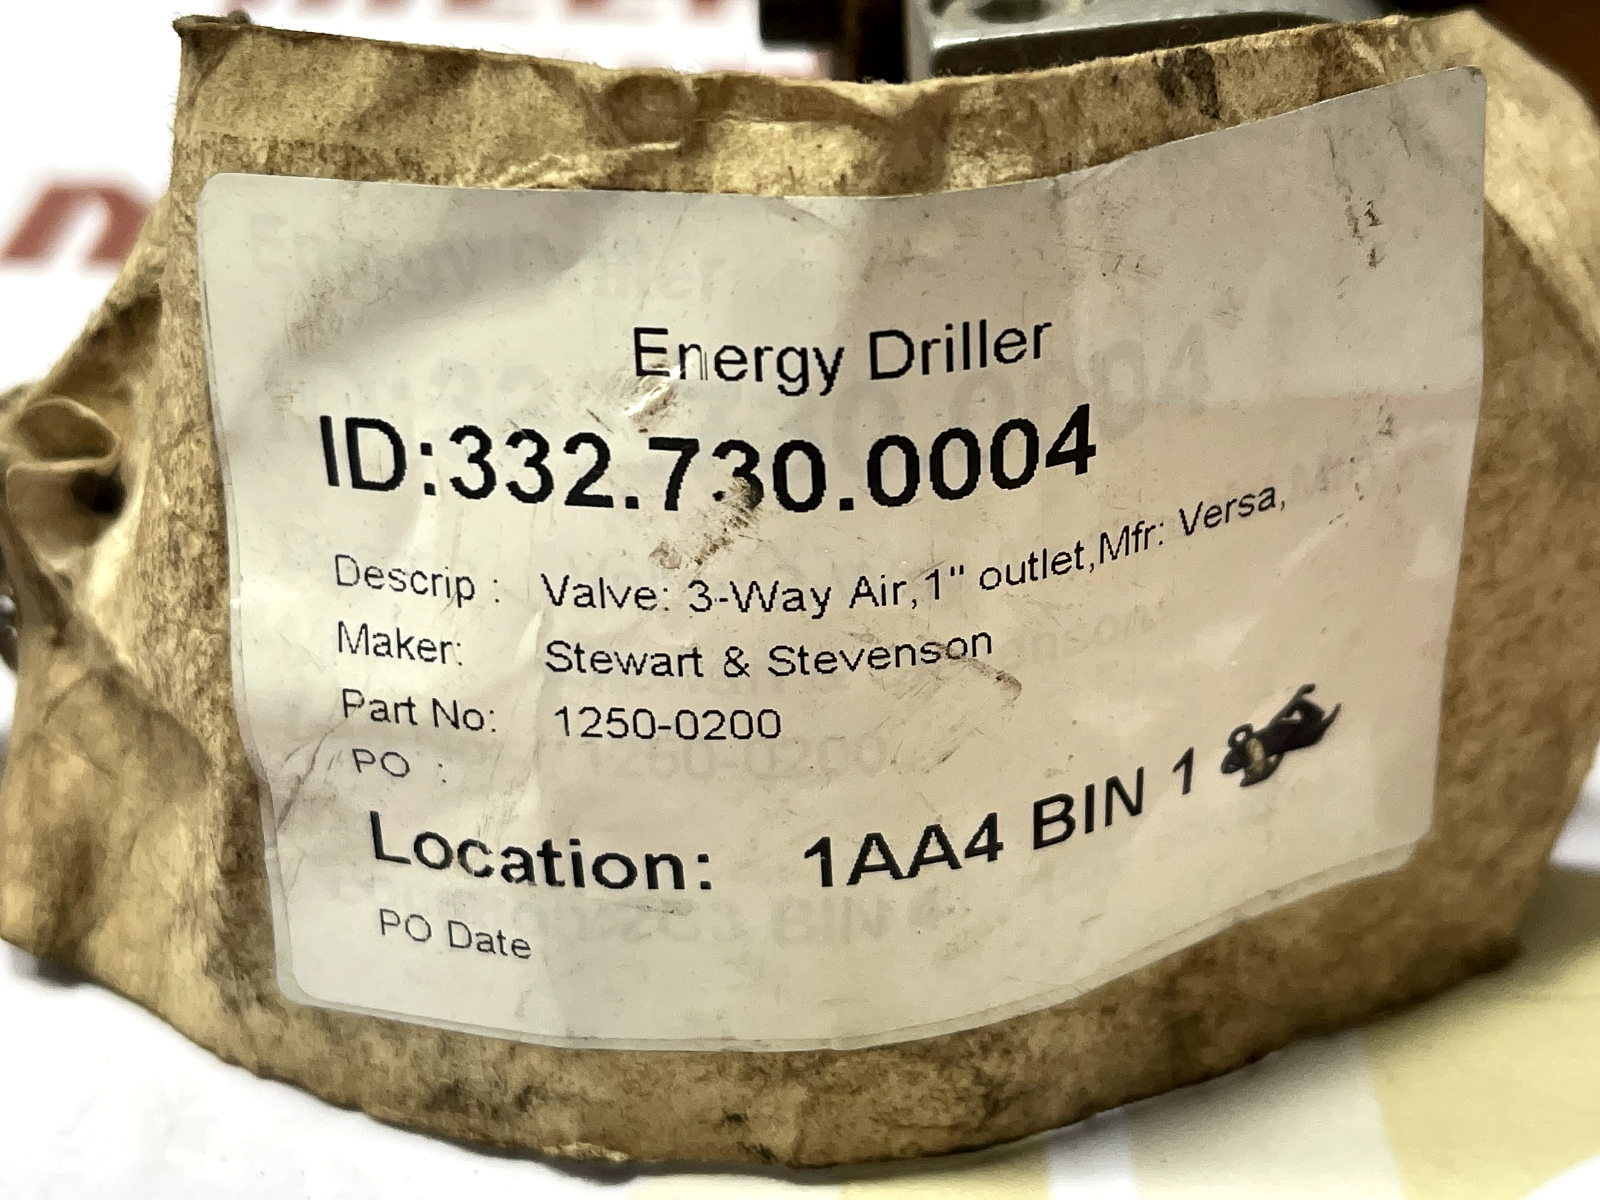 Energy Driller
ID:332.730.0004
Descrip : Valve: 3-Way Air,1" outlet,Mfr: Versa,
Maker: Stewart & Stevenson
Part No: 1250-0200
PO :
Location: 1AA4 BIN 1 &
PO Date